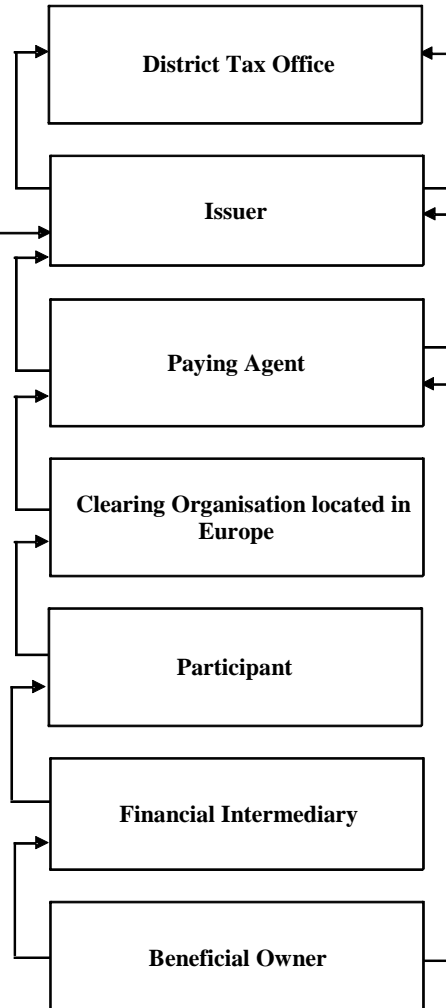 District Tax Office
Issuer
Paying Agent
Clearing Organisation located in
Europe
Participant
Financial Intermediary
Beneficial Owner